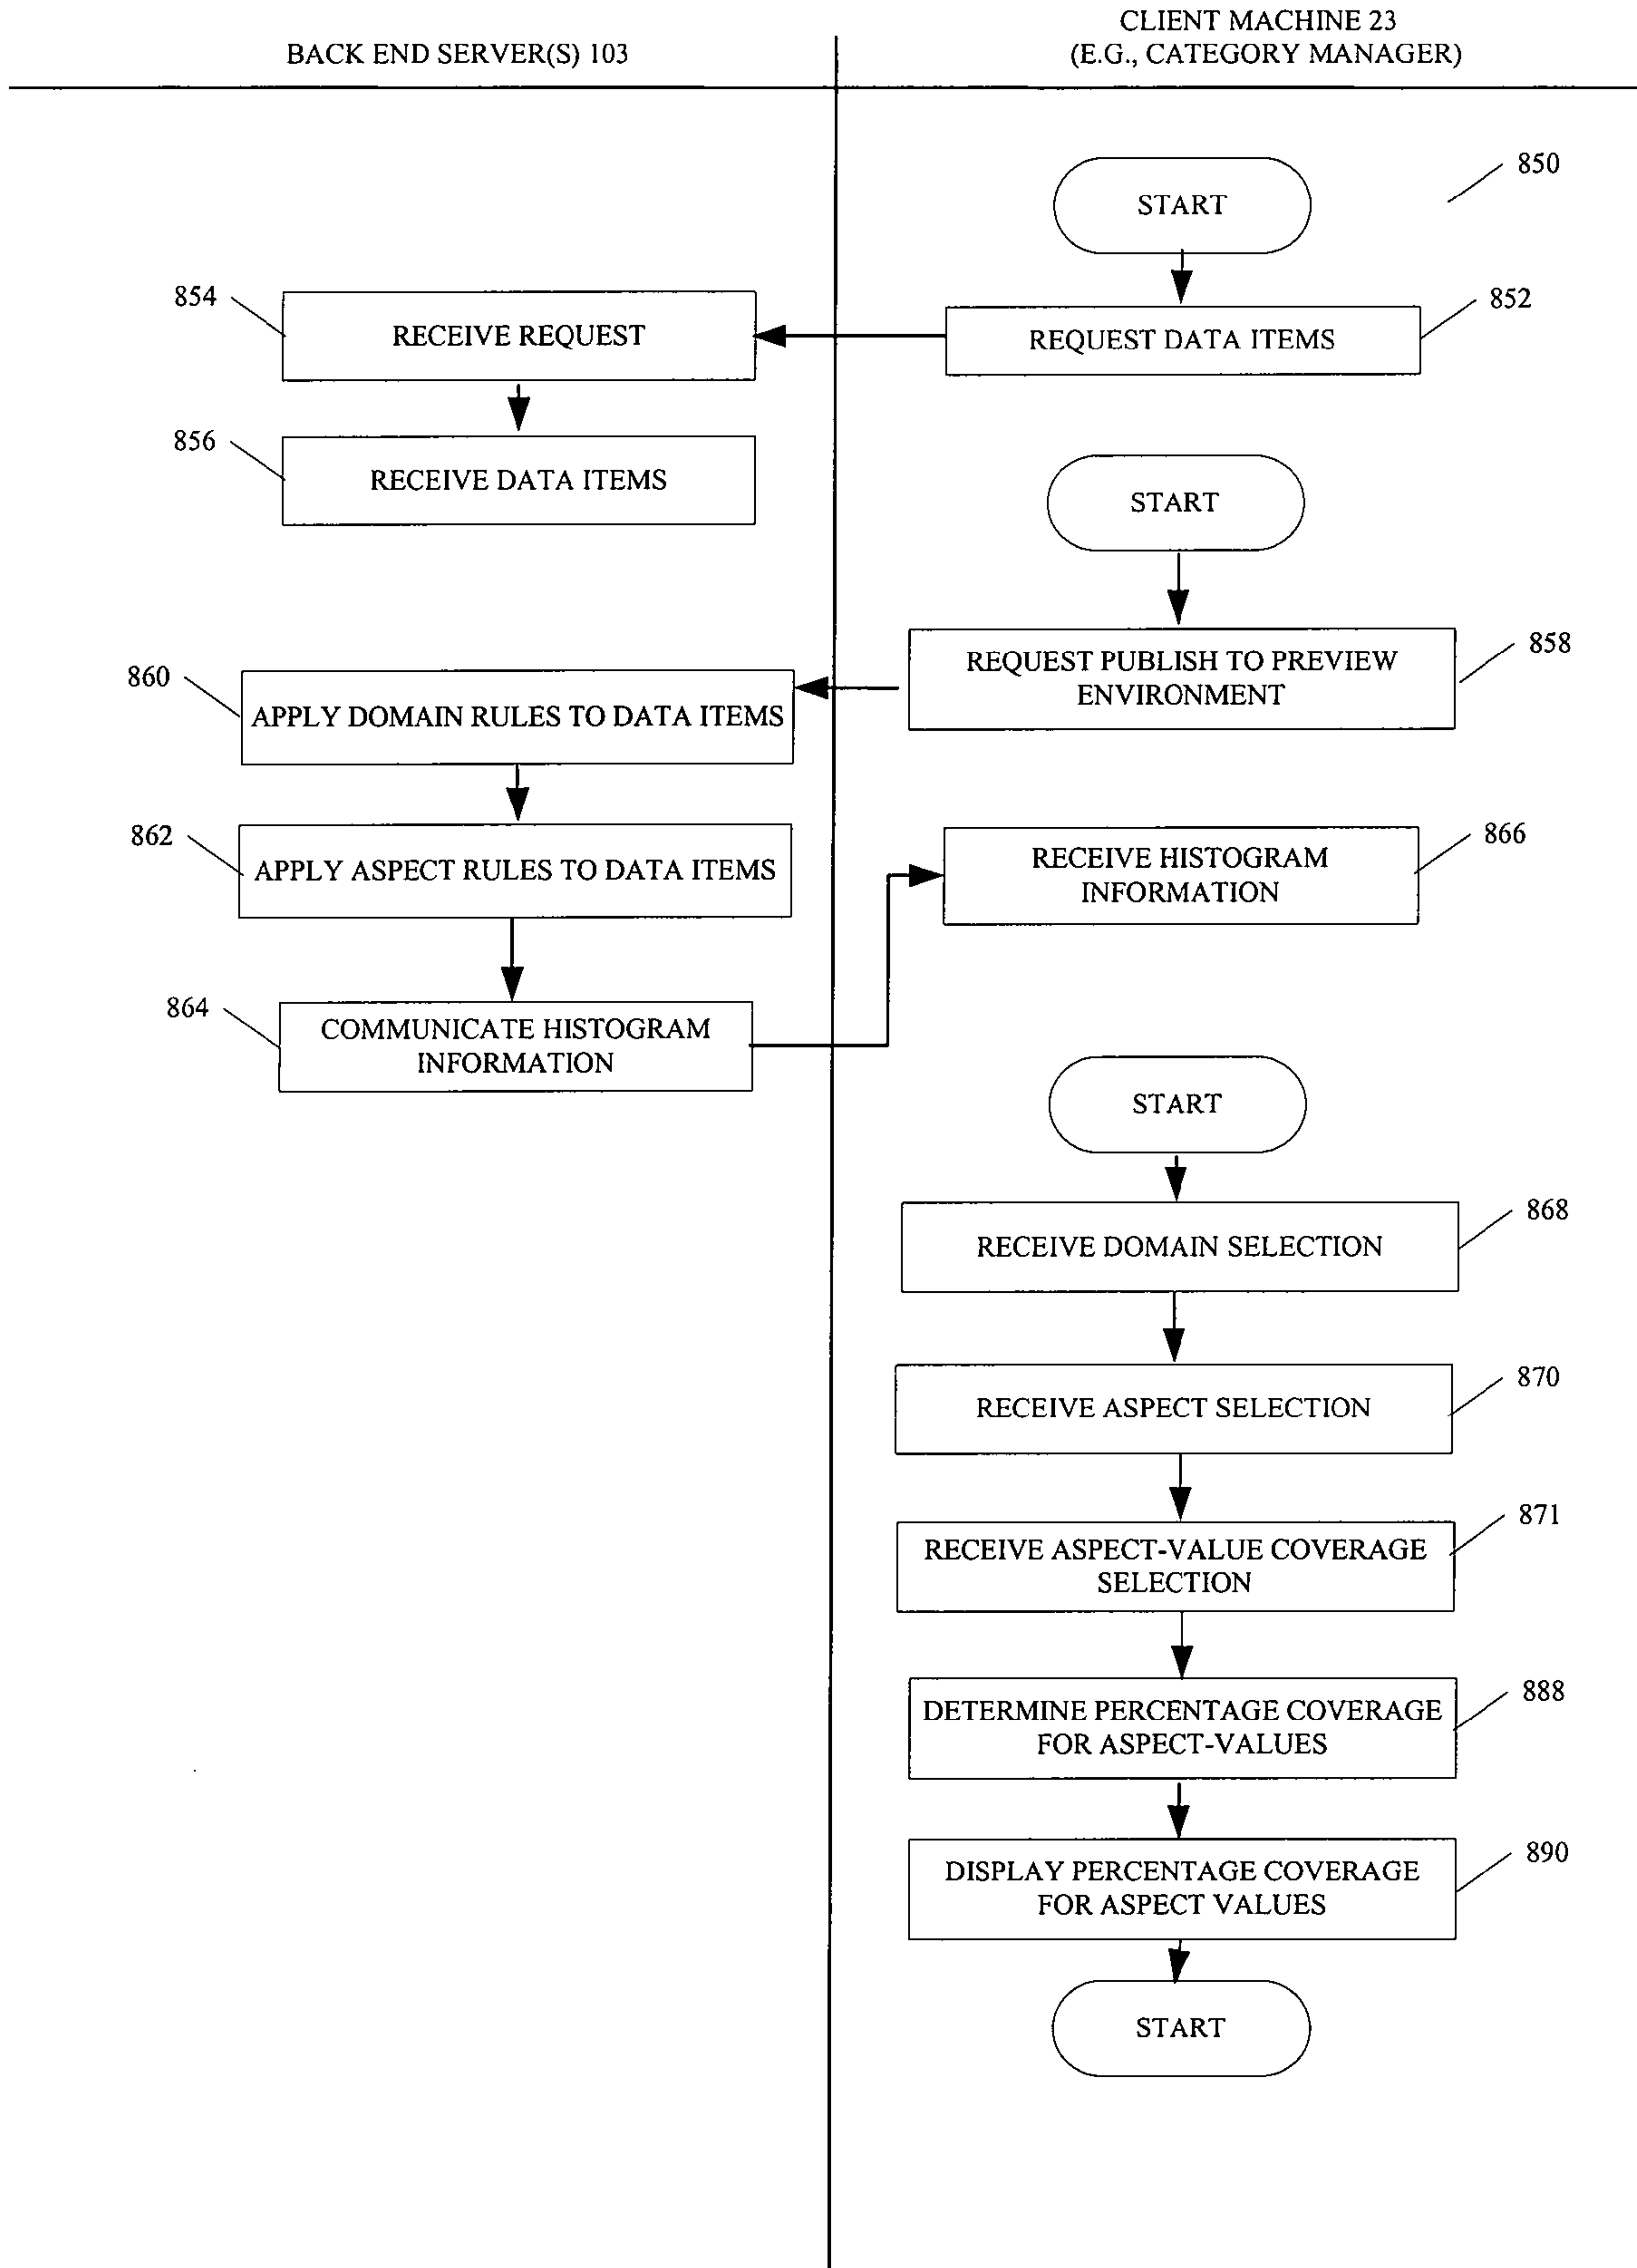 BACK END SERVER(S) 103
CLIENT MACHINE 23
(E.G., CATEGORY MANAGER)
850
START
854
RECEIVE REQUEST
852
REQUEST DATA ITEMS
856
RECEIVE DATA ITEMS
START
858
REQUEST PUBLISH TO PREVIEW
ENVIRONMENT
860
APPLY DOMAIN RULES TO DATA ITEMS
862
APPLY ASPECT RULES TO DATA ITEMS
866
RECEIVE HISTOGRAM
INFORMATION
864
COMMUNICATE HISTOGRAM
INFORMATION
START
868
RECEIVE DOMAIN SELECTION
870
RECEIVE ASPECT SELECTION
871
RECEIVE ASPECT-VALUE COVERAGE
SELECTION
888
DETERMINE PERCENTAGE COVERAGE
FOR ASPECT-VALUES
890
DISPLAY PERCENTAGE COVERAGE
FOR ASPECT VALUES
START